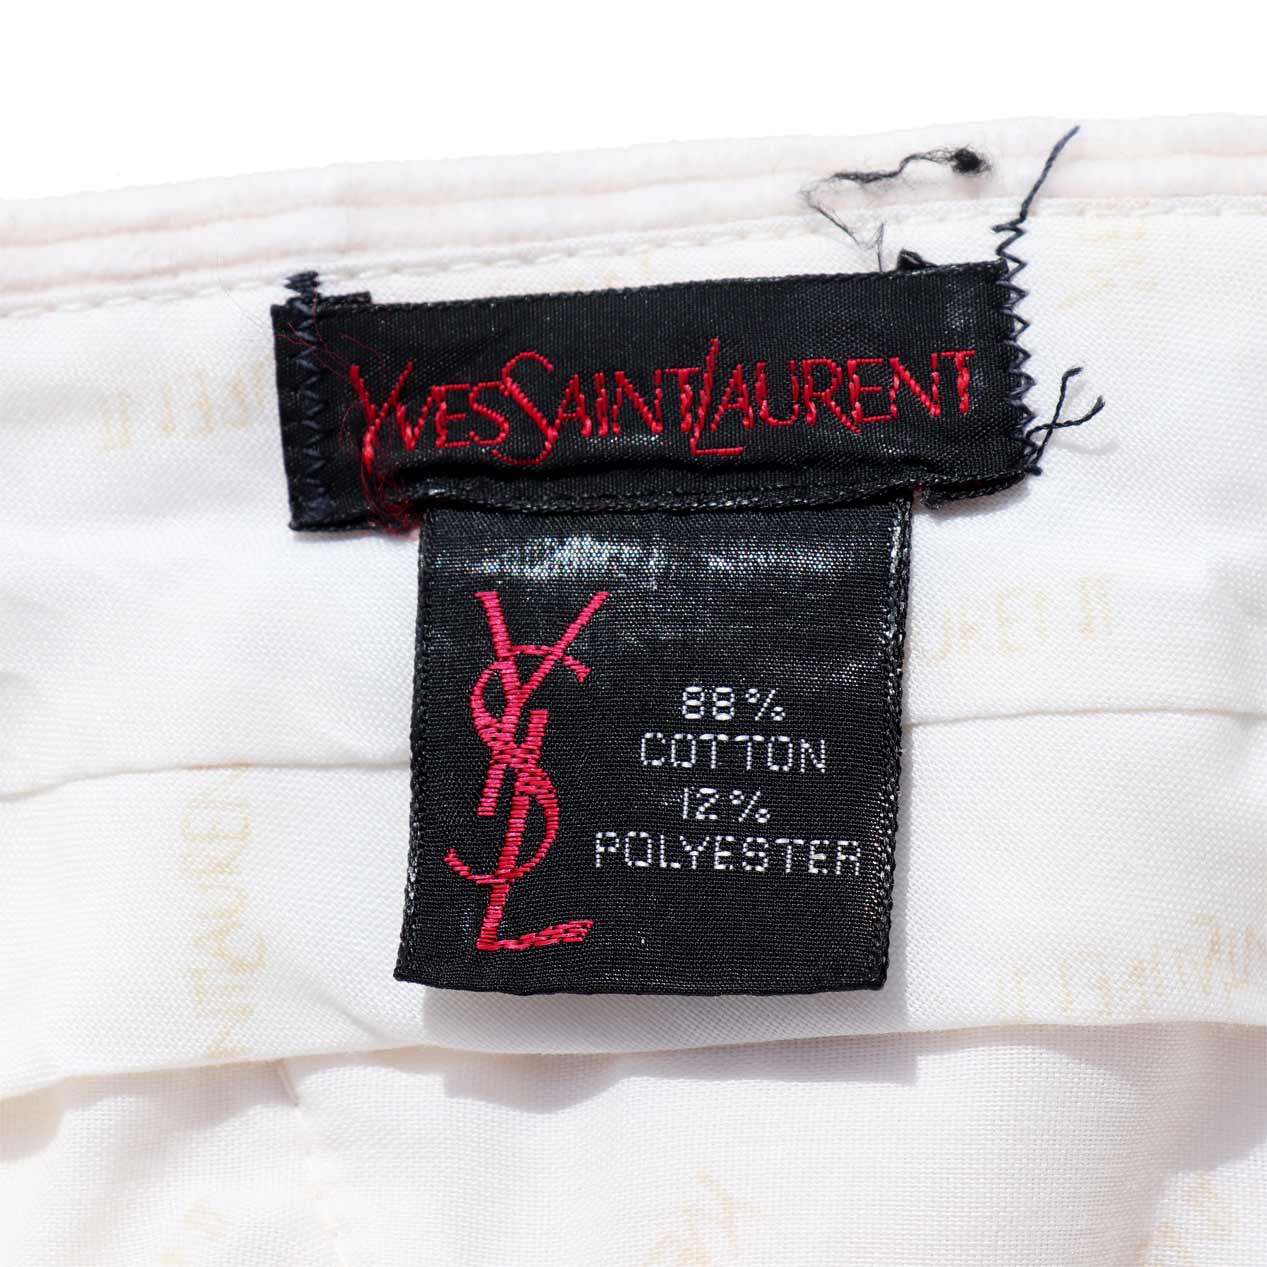 YVES SAINT LAURENT
YSL
88%
COTTON
12%
POLYESTER